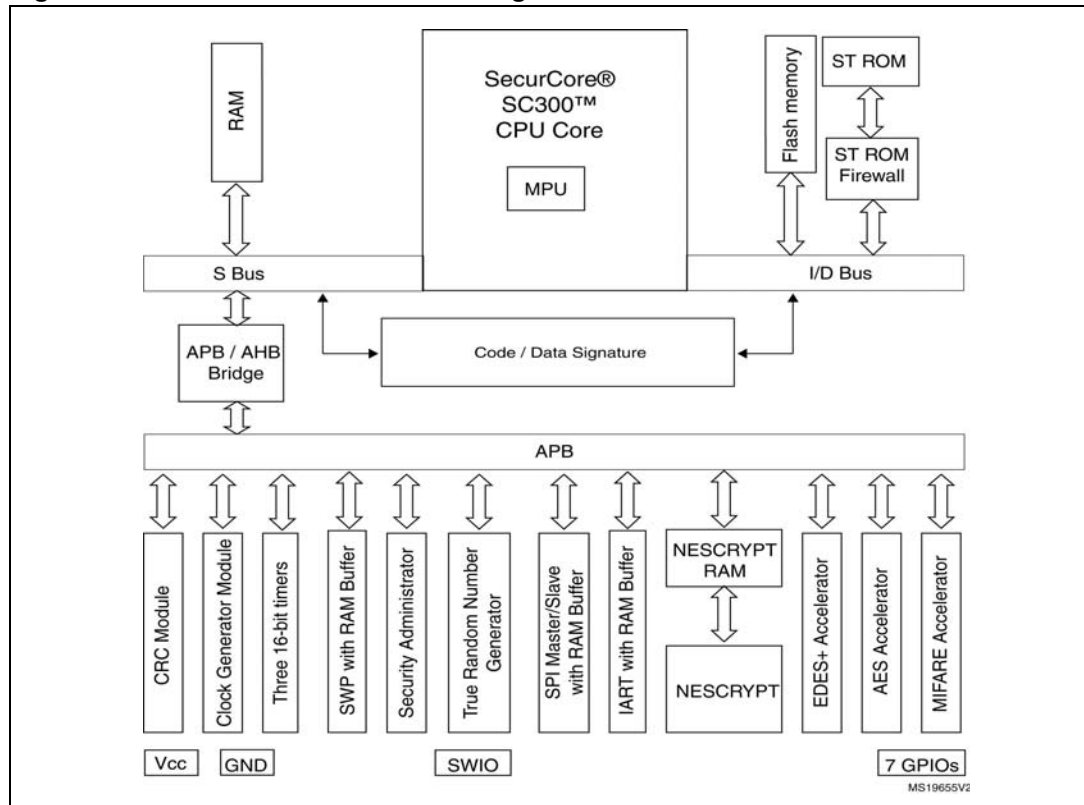 RAM
SecurCore®
SC300™
CPU Core
MPU
Flash memory
ST ROM
ST ROM
Firewall
S Bus
I/D Bus
APB / AHB
Bridge
Code / Data Signature
APB
CRC Module
Clock Generator Module
Three 16-bit timers
SWP with RAM Buffer
Security Administrator
True Random Number
Generator
SPI Master/Slave
with RAM Buffer
IART with RAM Buffer
NESCRYPT
RAM
NESCRYPT
EDES+ Accelerator
AES Accelerator
MIFARE Accelerator
Vcc
GND
SWIO
7 GPIOs
MS19655V2